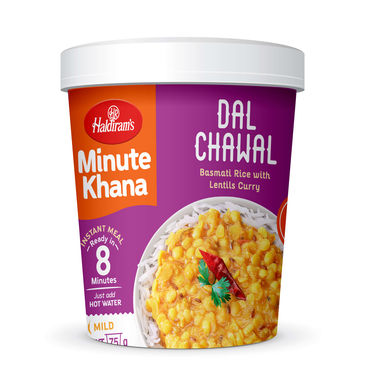 Haldiram's
Minute
Khana
DAL
CHAWAL
Basmati Rice with
Lentils Curry
INSTANT MEAL
Ready in
8
Minutes
Just add
HOT WATER
MILD
75 g